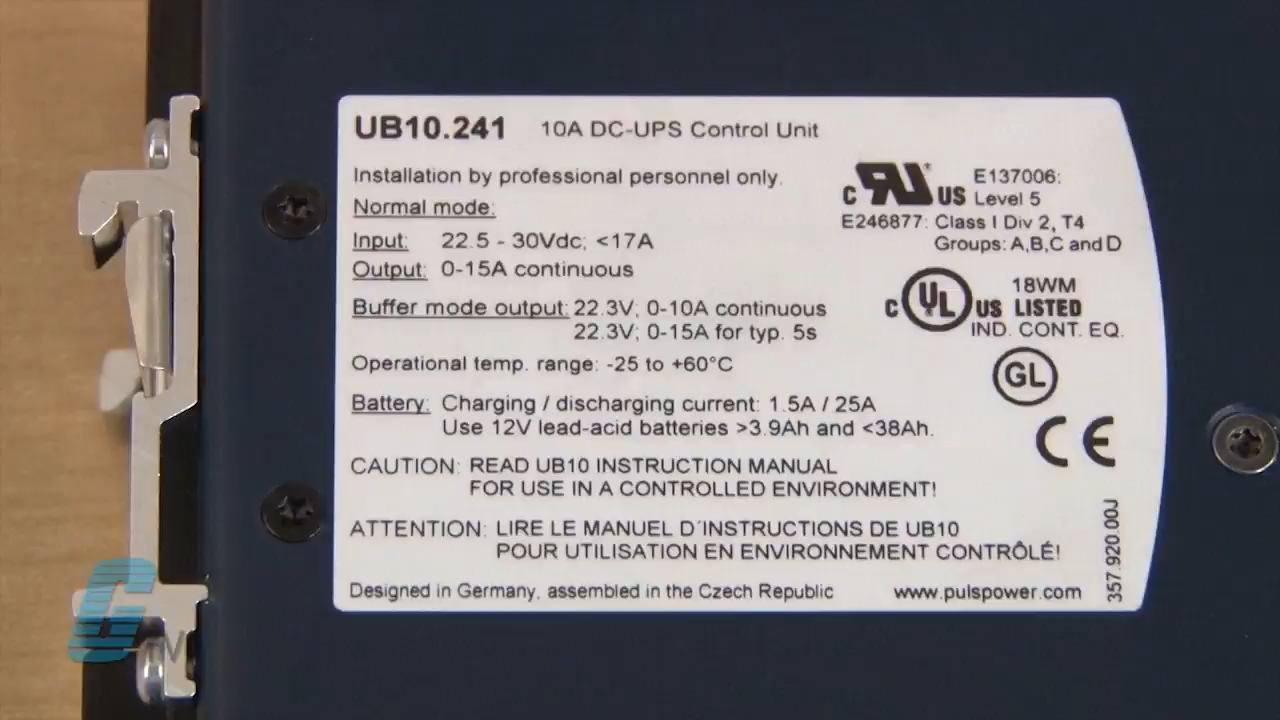 UB10.241 10A DC-UPS Control Unit
Installation by professional personnel only.
Normal mode:
Input: 22.5 - 30Vdc; <17A
Output: 0-15A continuous
Buffer mode output: 22.3V; 0-10A continuous
22.3V; 0-15A for typ. 5s
Operational temp. range: -25 to +60°C
Battery: Charging / discharging current: 1.5A / 25A
Use 12V lead-acid batteries >3.9Ah and <38Ah.
CAUTION: READ UB10 INSTRUCTION MANUAL
FOR USE IN A CONTROLLED ENVIRONMENT!
ATTENTION: LIRE LE MANUEL D´INSTRUCTIONS DE UB10
POUR UTILISATION EN ENVIRONNEMENT CONTRÔLÉ!
Designed in Germany, assembled in the Czech Republic www.pulspower.com
c RU® US E137006:
Level 5
E246877: Class I Div 2, T4
Groups: A,B,C and D
c UL US 18WM
LISTED
IND. CONT. EQ.
GL
CE
357.920.00J
G TV